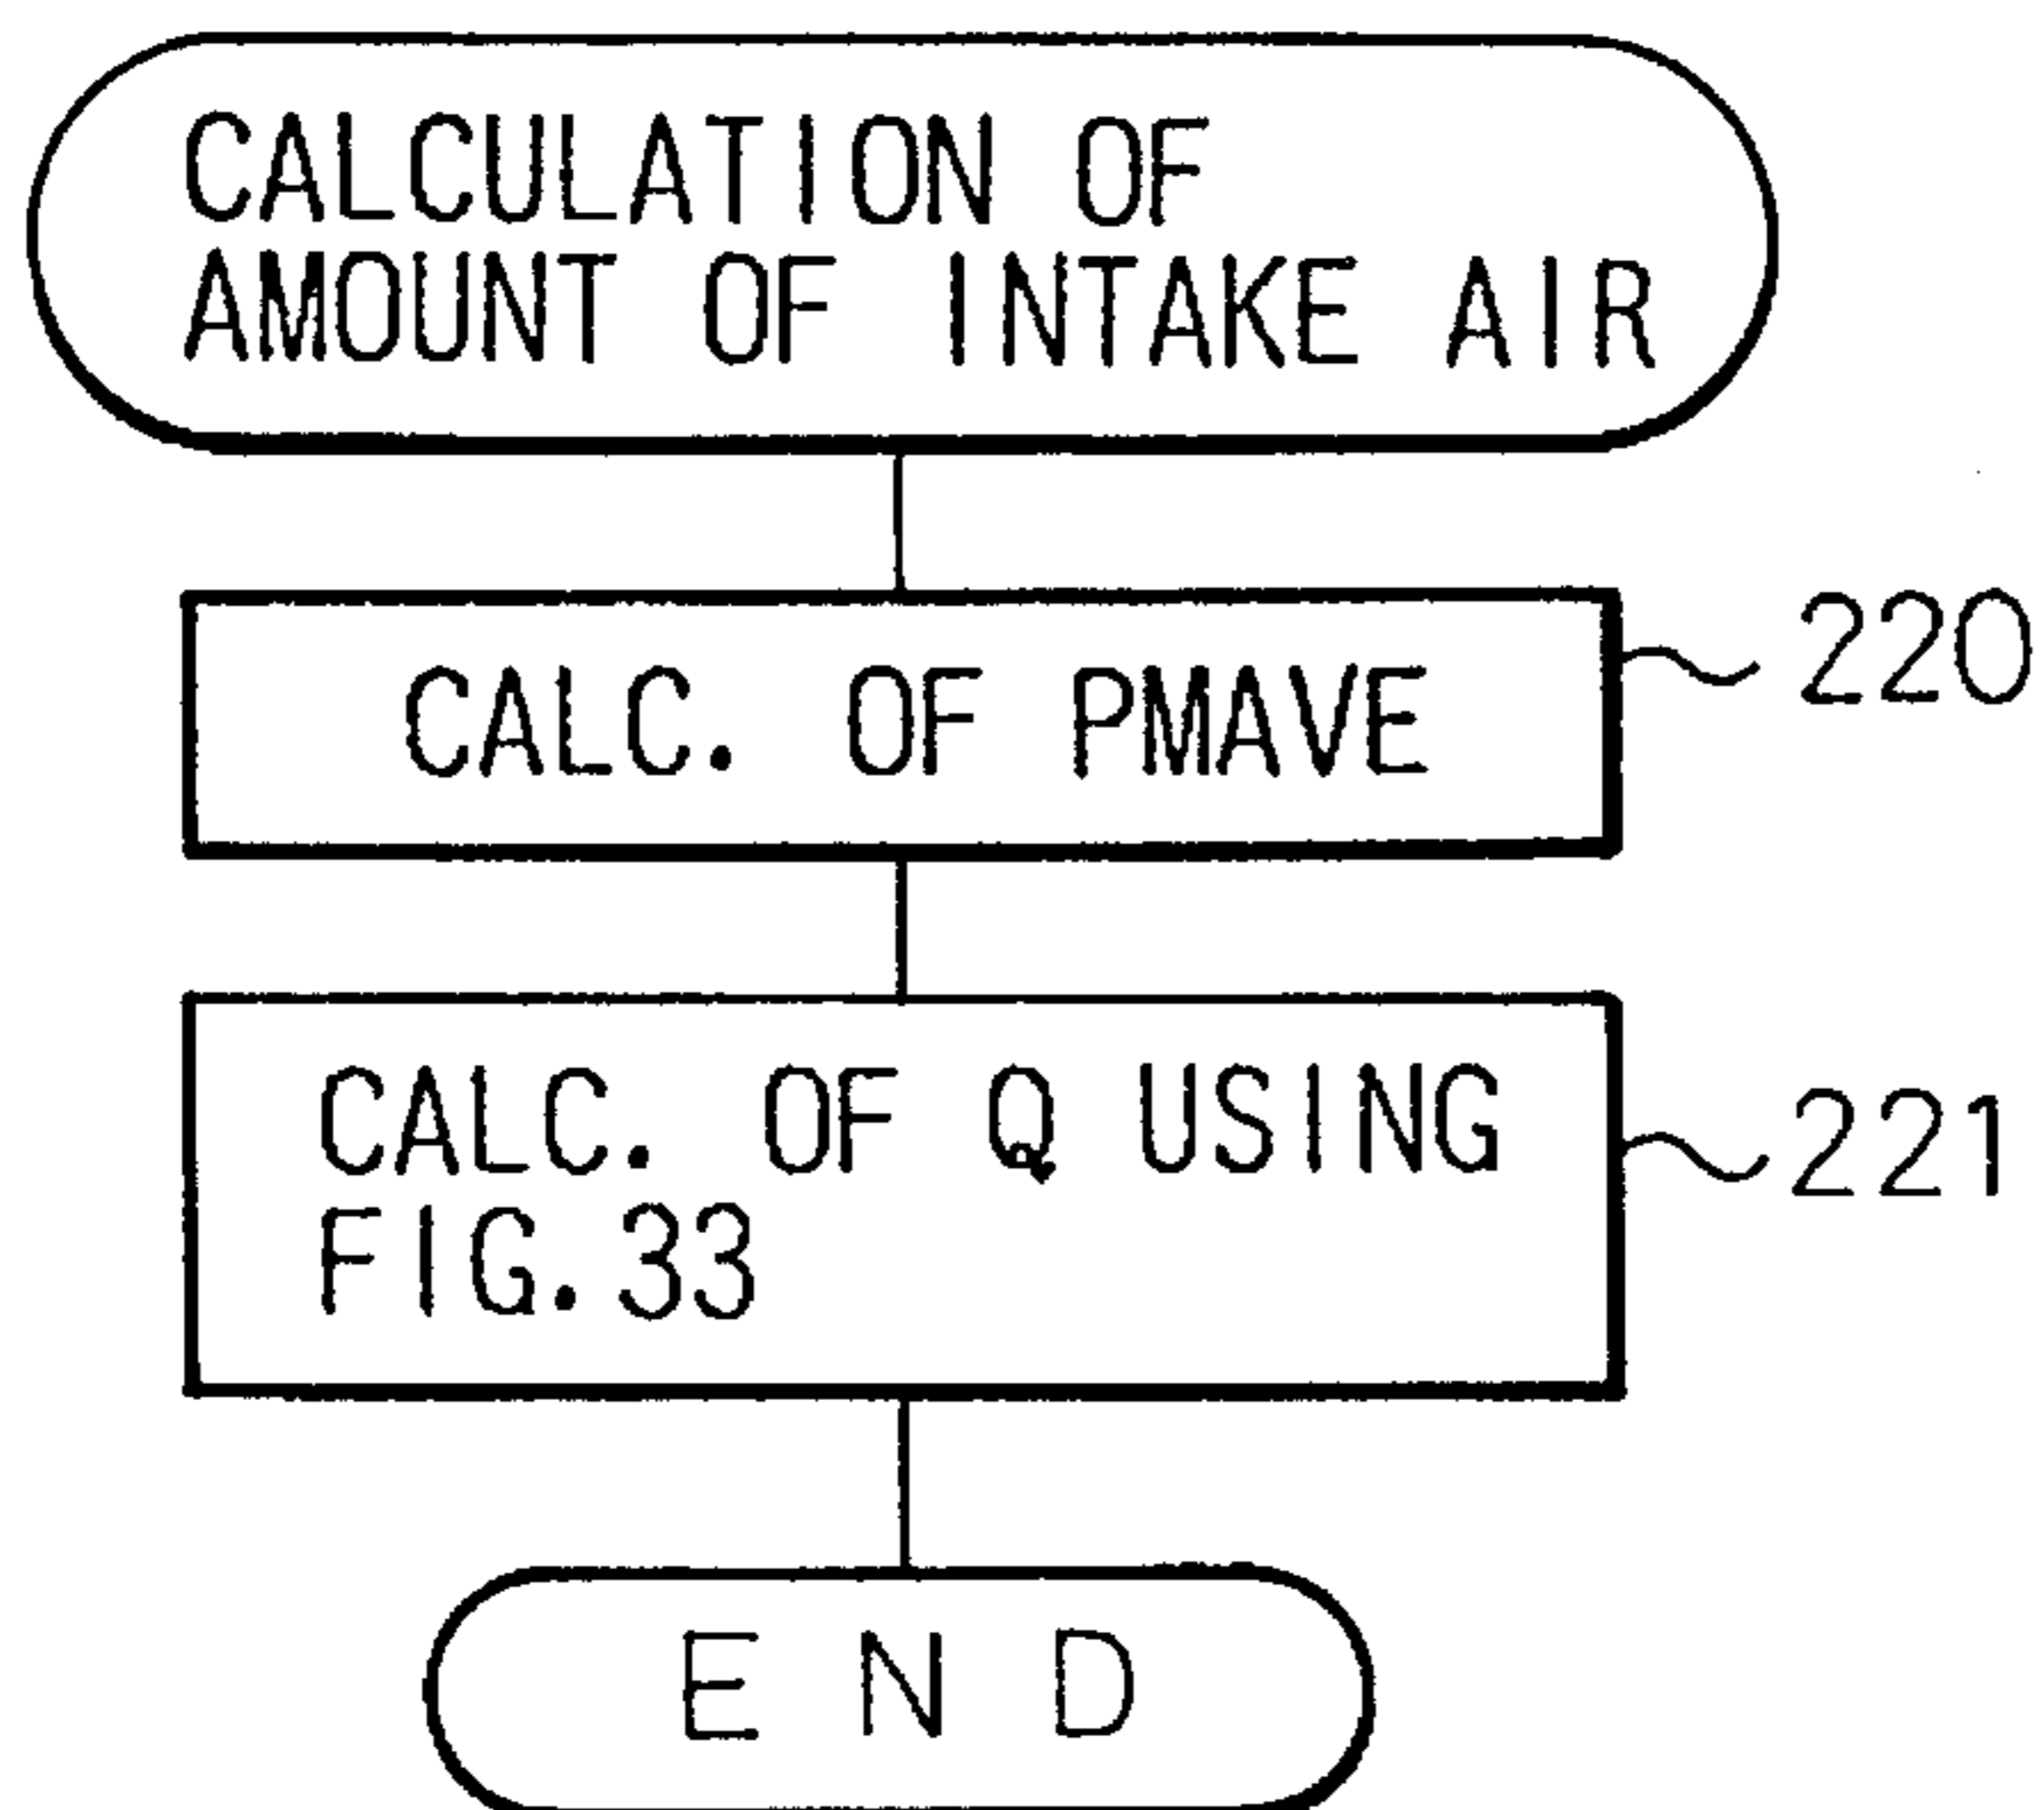 CALCULATION OF
AMOUNT OF INTAKE AIR
CALC. OF PMAVE
220
CALC. OF Q USING
FIG. 33
221
END